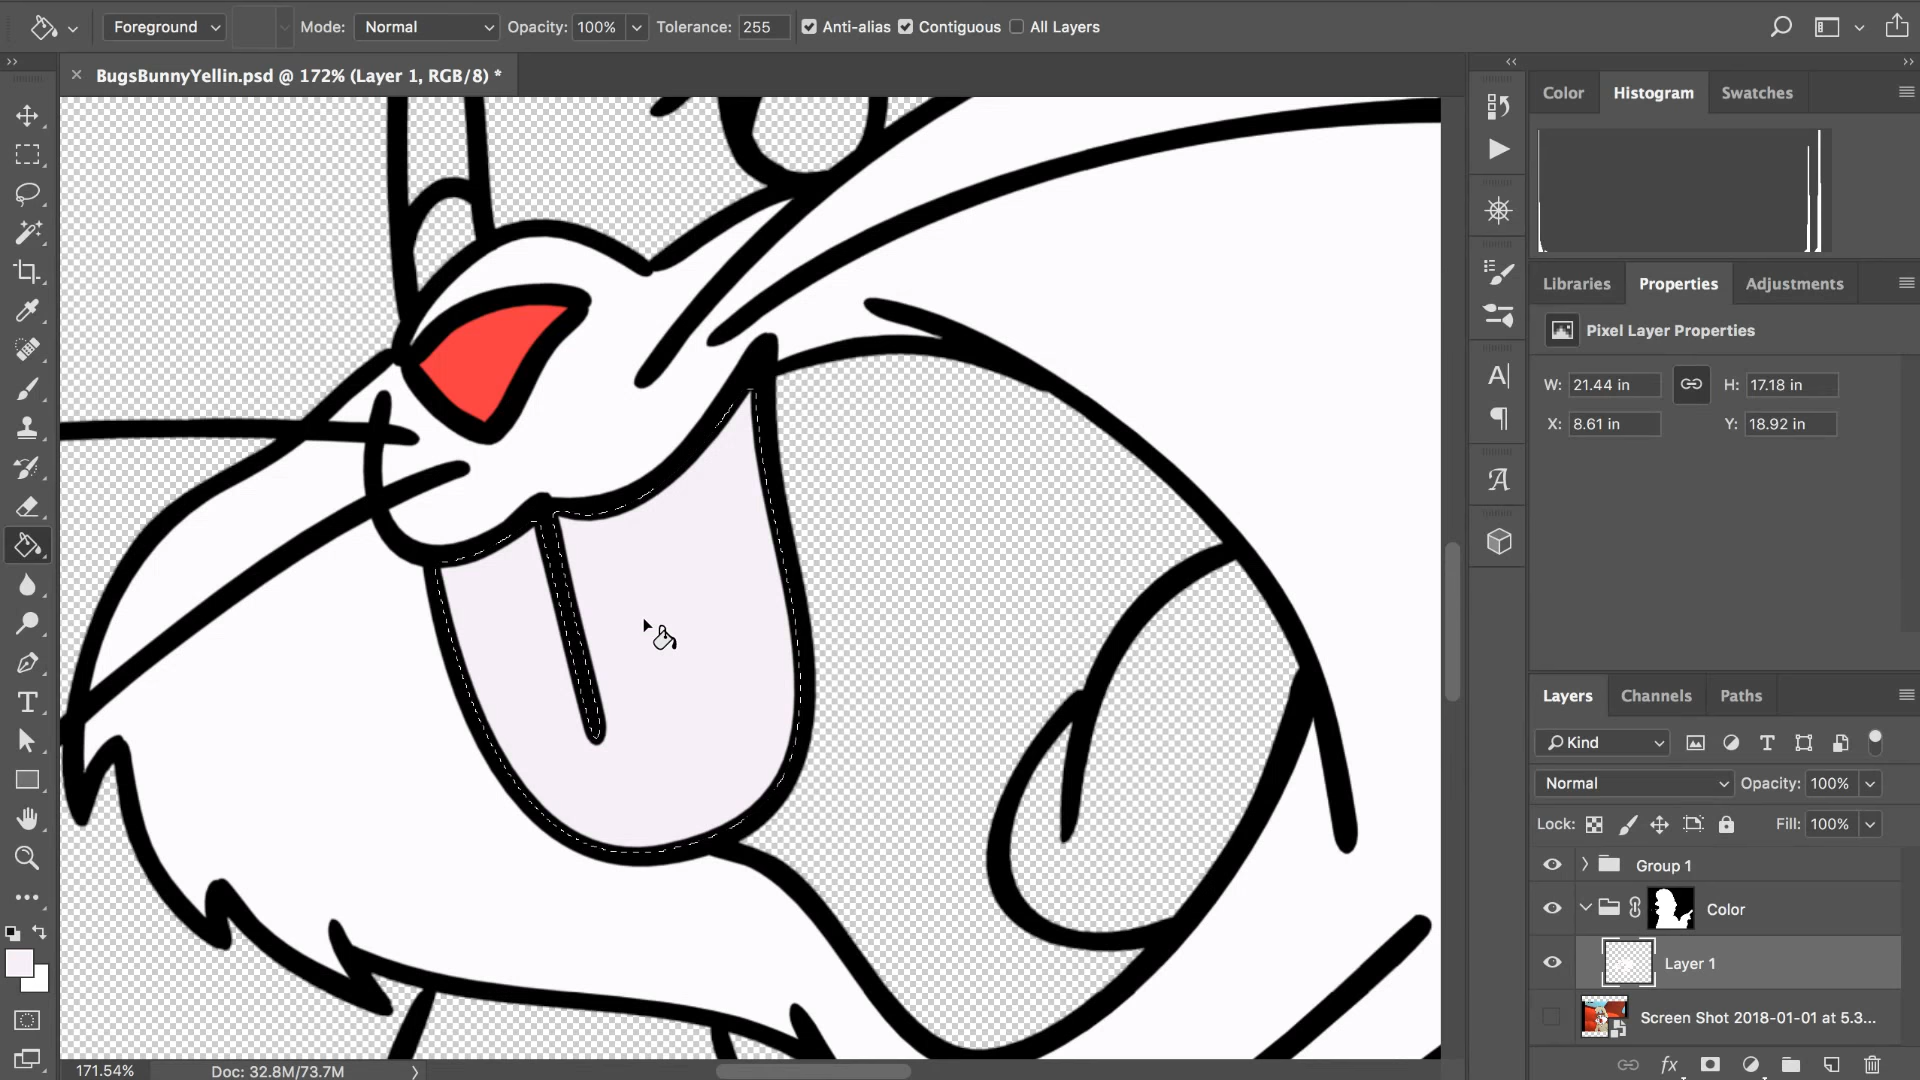 Foreground Mode: Normal Opacity: 100% Tolerance: 255 Anti-alias Contiguous All Layers
BugsBunnyYellin.psd @ 172% (Layer 1, RGB/8) *
Color Histogram Swatches
Libraries Properties Adjustments
Pixel Layer Properties
W: 21.44 in H: 17.18 in
X: 8.61 in Y: 18.92 in
Layers Channels Paths
Kind
Normal Opacity: 100%
Lock: Fill: 100%
Group 1
Color
Layer 1
Screen Shot 2018-01-01 at 5.3...
171.54% Doc: 32.8M/73.7M